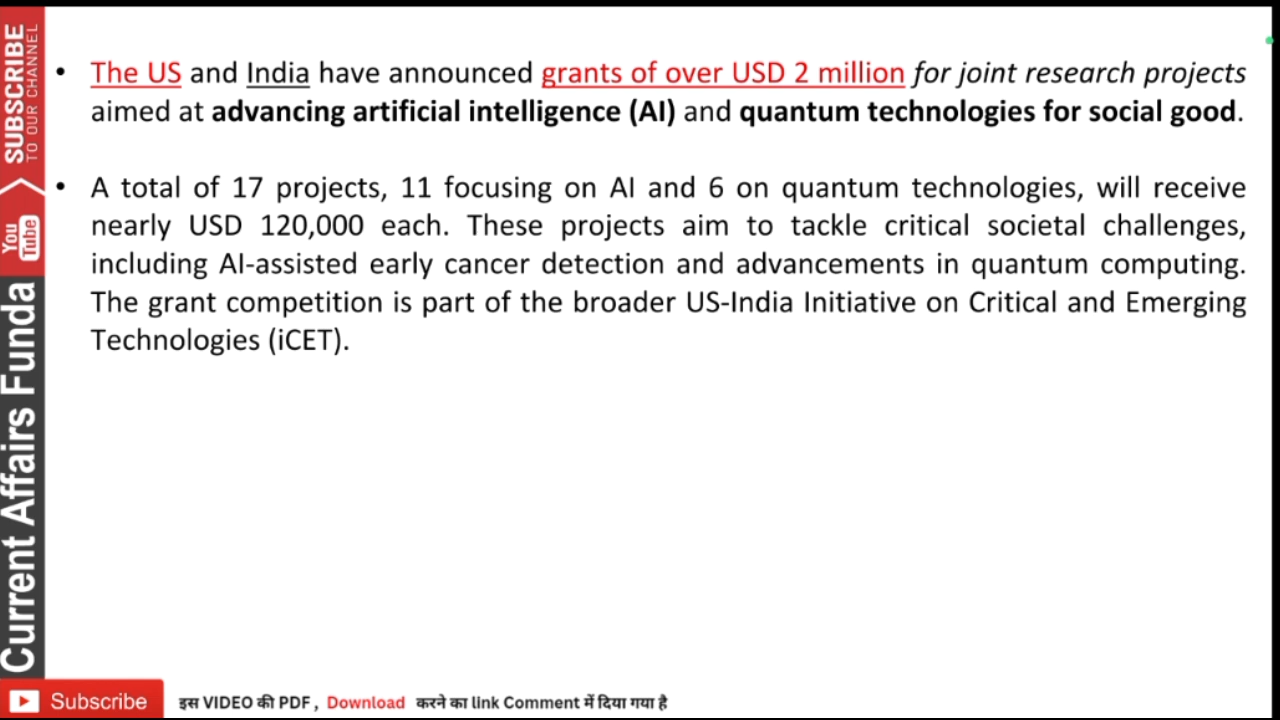 • The US and India have announced grants of over USD 2 million for joint research projects
aimed at advancing artificial intelligence (AI) and quantum technologies for social good.
• A total of 17 projects, 11 focusing on AI and 6 on quantum technologies, will receive
nearly USD 120,000 each. These projects aim to tackle critical societal challenges,
including AI-assisted early cancer detection and advancements in quantum computing.
The grant competition is part of the broader US-India Initiative on Critical and Emerging
Technologies (iCET).
SUBSCRIBE
TO OUR CHANNEL
You
Tube
Current Affairs Funda
Subscribe
इस VIDEO की PDF , Download करने का link Comment में दिया गया है